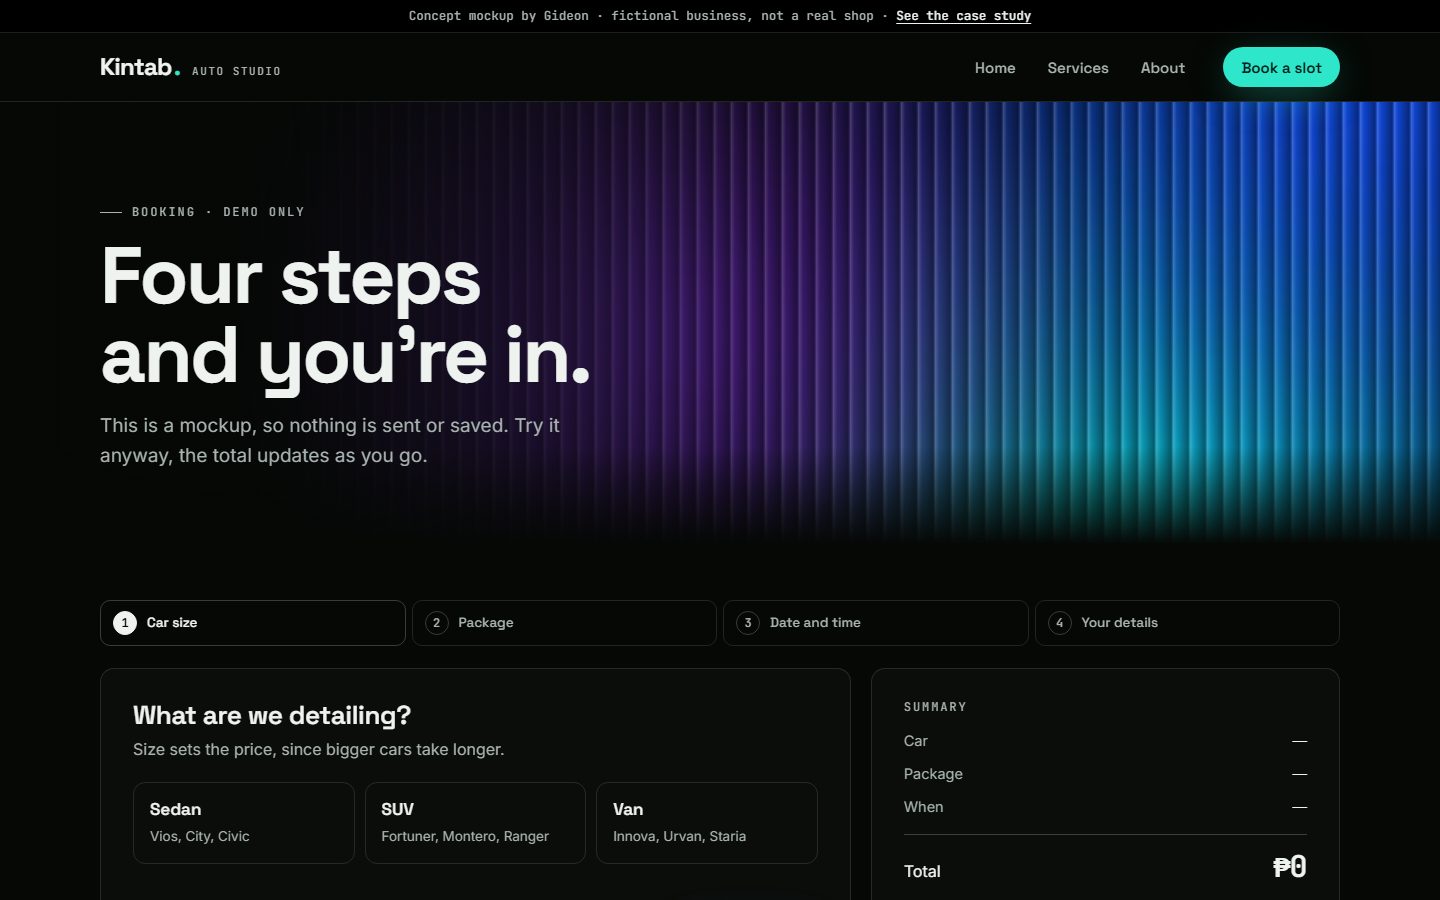 Concept mockup by Gideon · fictional business, not a real shop · See the case study
Kintab. AUTO STUDIO
Home Services About Book a slot
BOOKING · DEMO ONLY
Four steps
and you’re in.
This is a mockup, so nothing is sent or saved. Try it
anyway, the total updates as you go.
1 Car size
2 Package
3 Date and time
4 Your details
What are we detailing?
Size sets the price, since bigger cars take longer.
Sedan
Vios, City, Civic
SUV
Fortuner, Montero, Ranger
Van
Innova, Urvan, Staria
SUMMARY
Car —
Package —
When —
Total ₱0